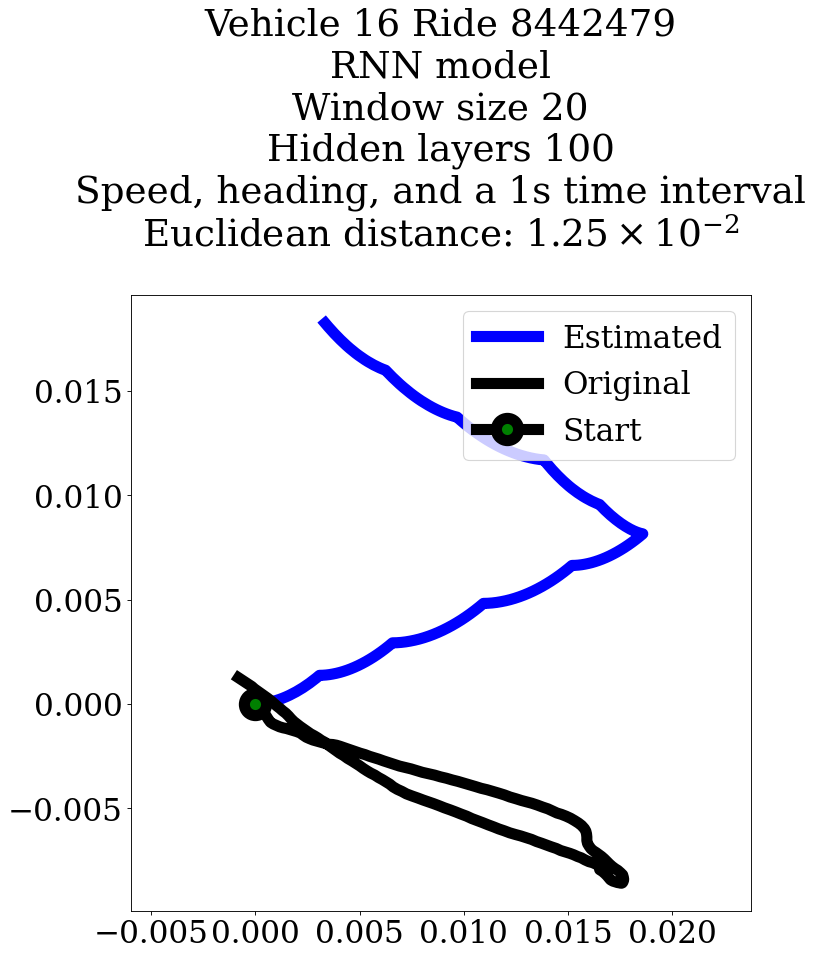 Vehicle 16 Ride 8442479
RNN model
Window size 20
Hidden layers 100
Speed, heading, and a 1s time interval
Euclidean distance: 1.25 × 10⁻²
Estimated
Original
Start
0.015
0.010
0.005
0.000
−0.005
−0.005 0.000 0.005 0.010 0.015 0.020